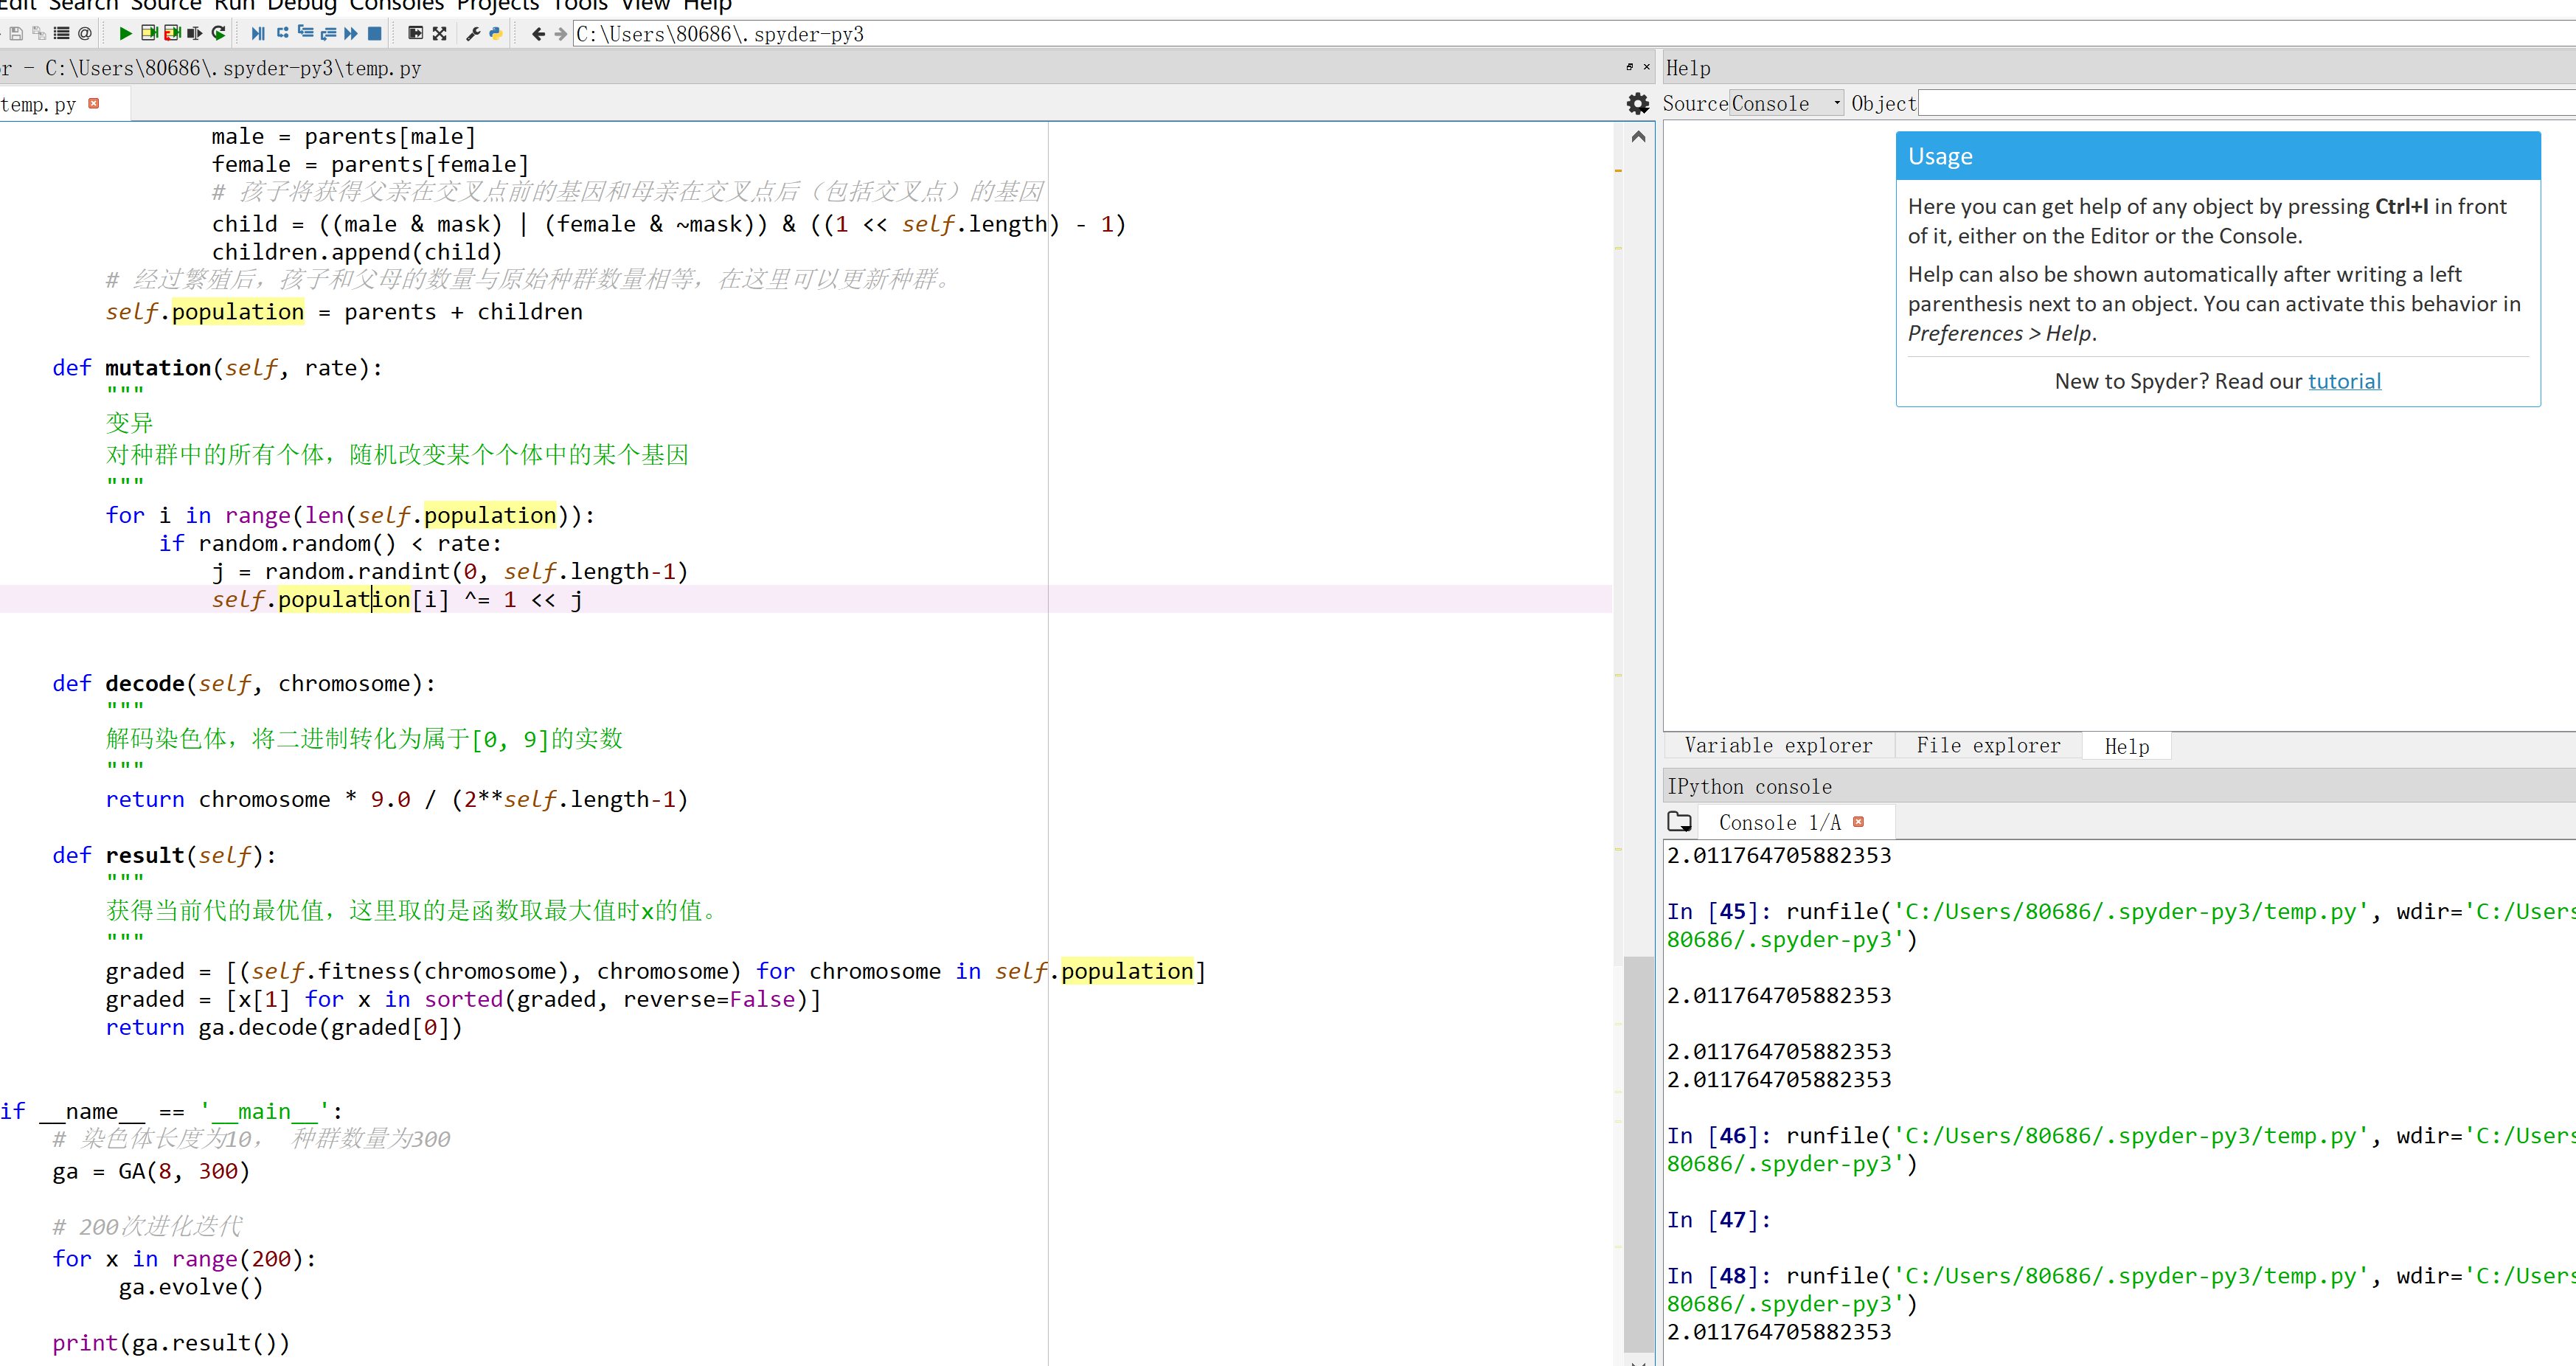 Edit Search Source Run Debug Consoles Projects Tools View Help
C:\Users\80686\.spyder-py3
or - C:\Users\80686\.spyder-py3\temp.py
temp.py
            male = parents[male]
            female = parents[female]
            # 孩子将获得父亲在交叉点前的基因和母亲在交叉点后（包括交叉点）的基因
            child = ((male & mask) | (female & ~mask)) & ((1 << self.length) - 1)
            children.append(child)
        # 经过繁殖后，孩子和父母的数量与原始种群数量相等，在这里可以更新种群。
        self.population = parents + children
    def mutation(self, rate):
        """
        变异
        对种群中的所有个体，随机改变某个个体中的某个基因
        """
        for i in range(len(self.population)):
            if random.random() < rate:
                j = random.randint(0, self.length-1)
                self.population[i] ^= 1 << j
    def decode(self, chromosome):
        """
        解码染色体，将二进制转化为属于[0, 9]的实数
        """
        return chromosome * 9.0 / (2**self.length-1)
    def result(self):
        """
        获得当前代的最优值，这里取的是函数取最大值时x的值。
        """
        graded = [(self.fitness(chromosome), chromosome) for chromosome in self.population]
        graded = [x[1] for x in sorted(graded, reverse=False)]
        return ga.decode(graded[0])
if __name__ == '__main__':
    # 染色体长度为10， 种群数量为300
    ga = GA(8, 300)
    # 200次进化迭代
    for x in range(200):
         ga.evolve()
    print(ga.result())
Help
Source Console Object
Usage
Here you can get help of any object by pressing Ctrl+I in front
of it, either on the Editor or the Console.
Help can also be shown automatically after writing a left
parenthesis next to an object. You can activate this behavior in
Preferences > Help.
New to Spyder? Read our tutorial
Variable explorer File explorer Help
IPython console
Console 1/A
2.011764705882353
In [45]: runfile('C:/Users/80686/.spyder-py3/temp.py', wdir='C:/Users
80686/.spyder-py3')
2.011764705882353
2.011764705882353
2.011764705882353
In [46]: runfile('C:/Users/80686/.spyder-py3/temp.py', wdir='C:/Users
80686/.spyder-py3')
In [47]:
In [48]: runfile('C:/Users/80686/.spyder-py3/temp.py', wdir='C:/Users
80686/.spyder-py3')
2.011764705882353